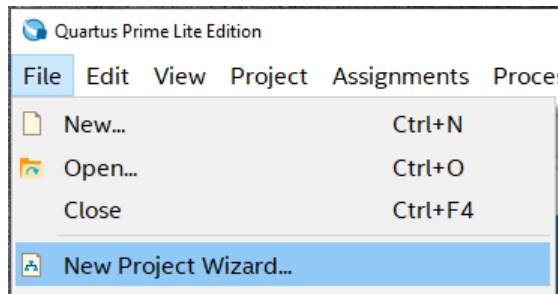 Quartus Prime Lite Edition
File Edit View Project Assignments
New... Ctrl+N
Open... Ctrl+O
Close Ctrl+F4
New Project Wizard...